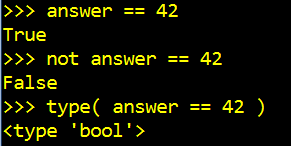 >>> answer == 42
True
>>> not answer == 42
False
>>> type( answer == 42 )
<type 'bool'>